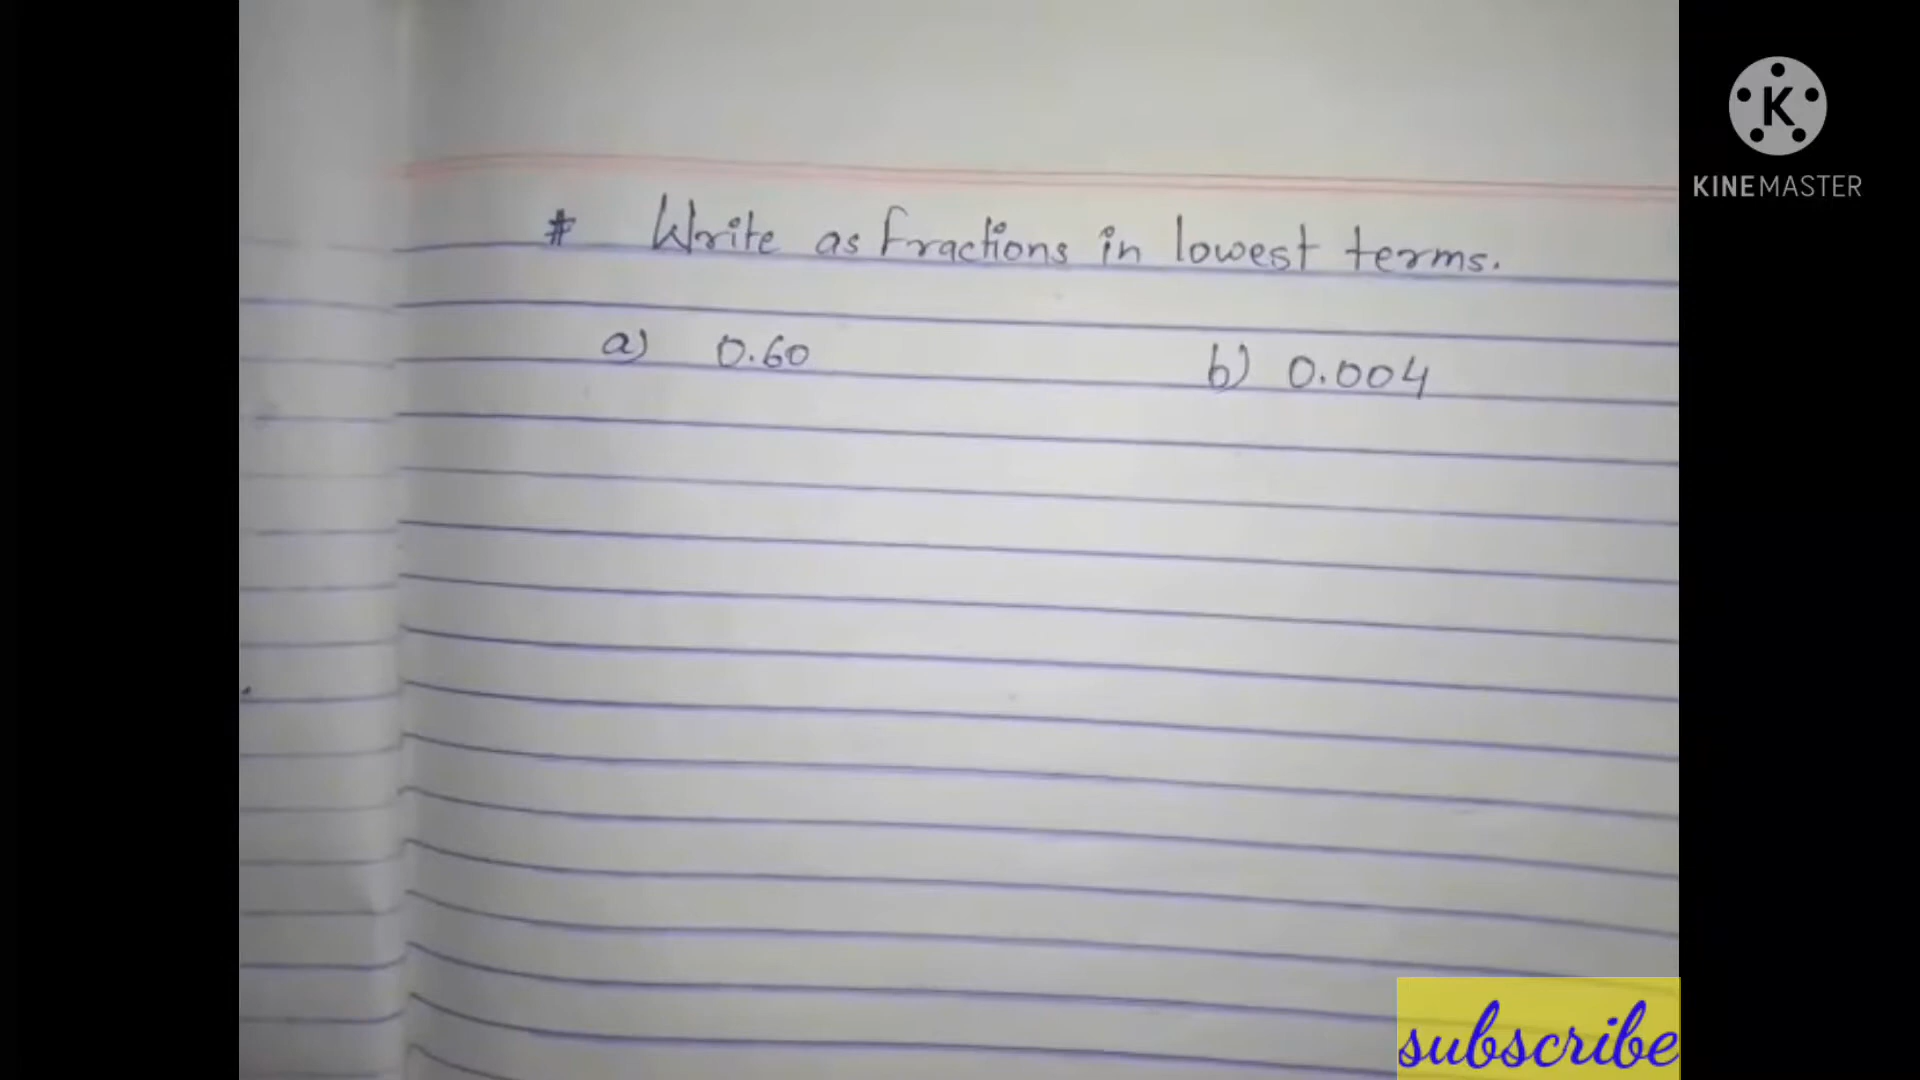 # Write as fractions in lowest terms.
a) 0.60 b) 0.004
K
KINEMASTER
subscribe